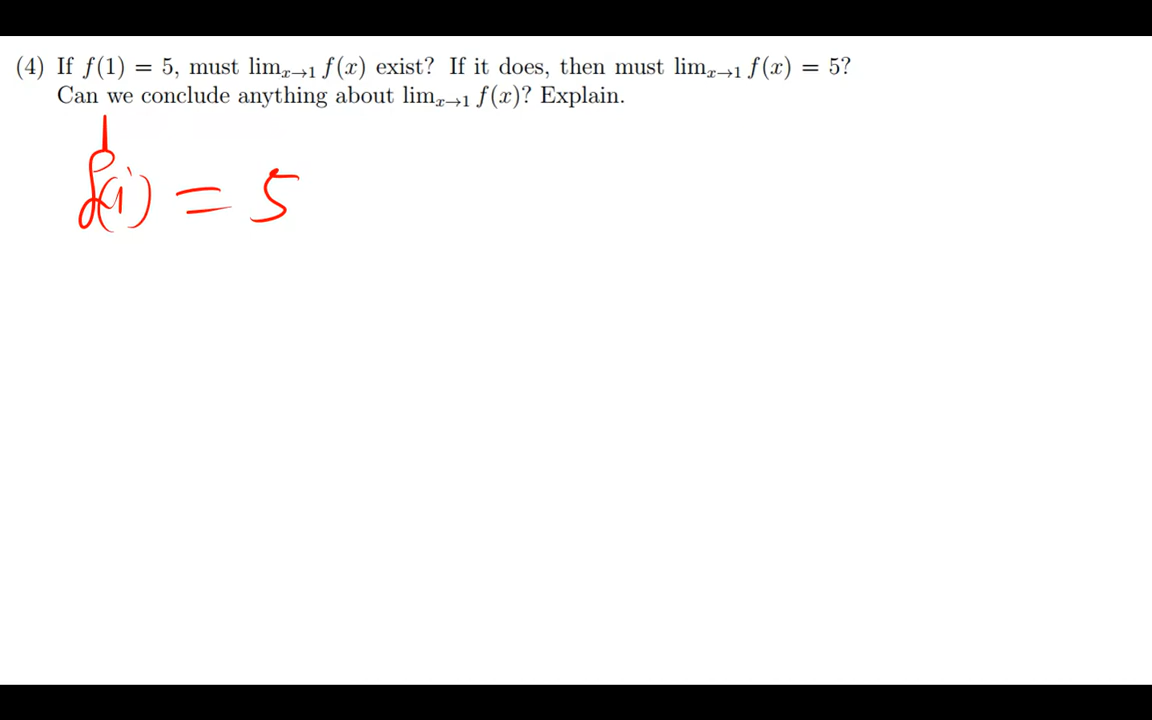 (4) If f(1) = 5, must lim_{x→1} f(x) exist? If it does, then must lim_{x→1} f(x) = 5?
Can we conclude anything about lim_{x→1} f(x)? Explain.
f(1) = 5